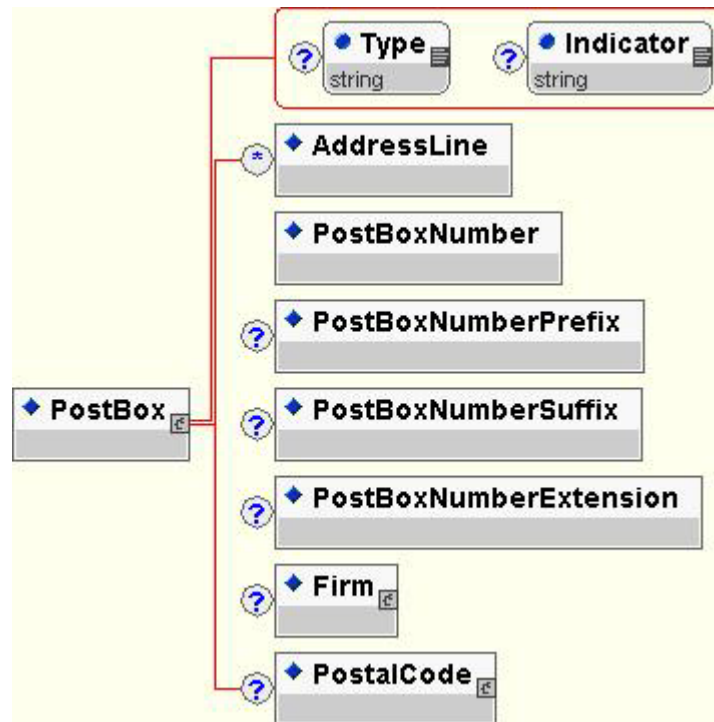 ? Type ? Indicator
string string
* AddressLine
PostBoxNumber
? PostBoxNumberPrefix
PostBox
? PostBoxNumberSuffix
? PostBoxNumberExtension
? Firm
? PostalCode